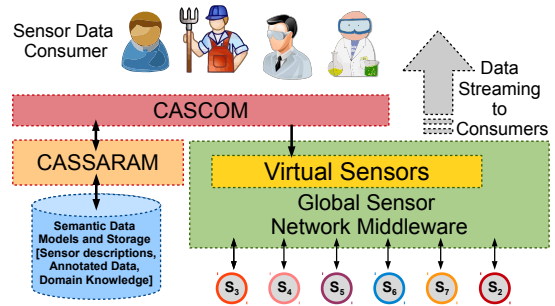 Sensor Data
Consumer
Data
Streaming
to
Consumers
CASCOM
CASSARAM
Virtual Sensors
Global Sensor
Network Middleware
Semantic Data
Models and Storage
[Sensor descriptions,
Annotated Data,
Domain Knowledge]
S3
S4
S5
S6
S7
S2